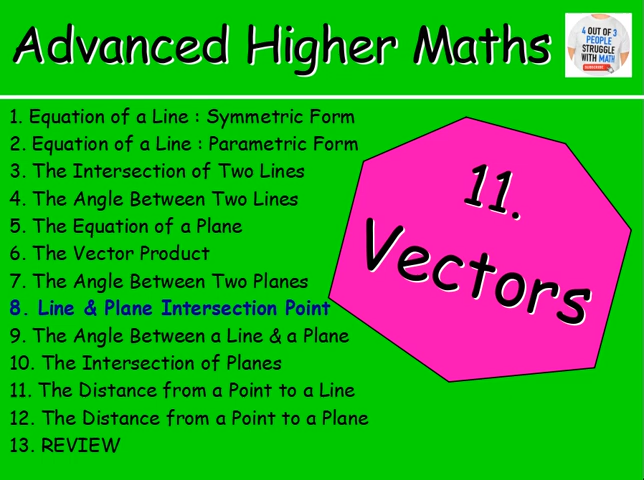 Advanced Higher Maths
4 OUT OF 3
PEOPLE
STRUGGLE
WITH MATH
1. Equation of a Line : Symmetric Form
2. Equation of a Line : Parametric Form
3. The Intersection of Two Lines
4. The Angle Between Two Lines
5. The Equation of a Plane
6. The Vector Product
7. The Angle Between Two Planes
8. Line & Plane Intersection Point
9. The Angle Between a Line & a Plane
10. The Intersection of Planes
11. The Distance from a Point to a Line
12. The Distance from a Point to a Plane
13. REVIEW
11.
Vectors